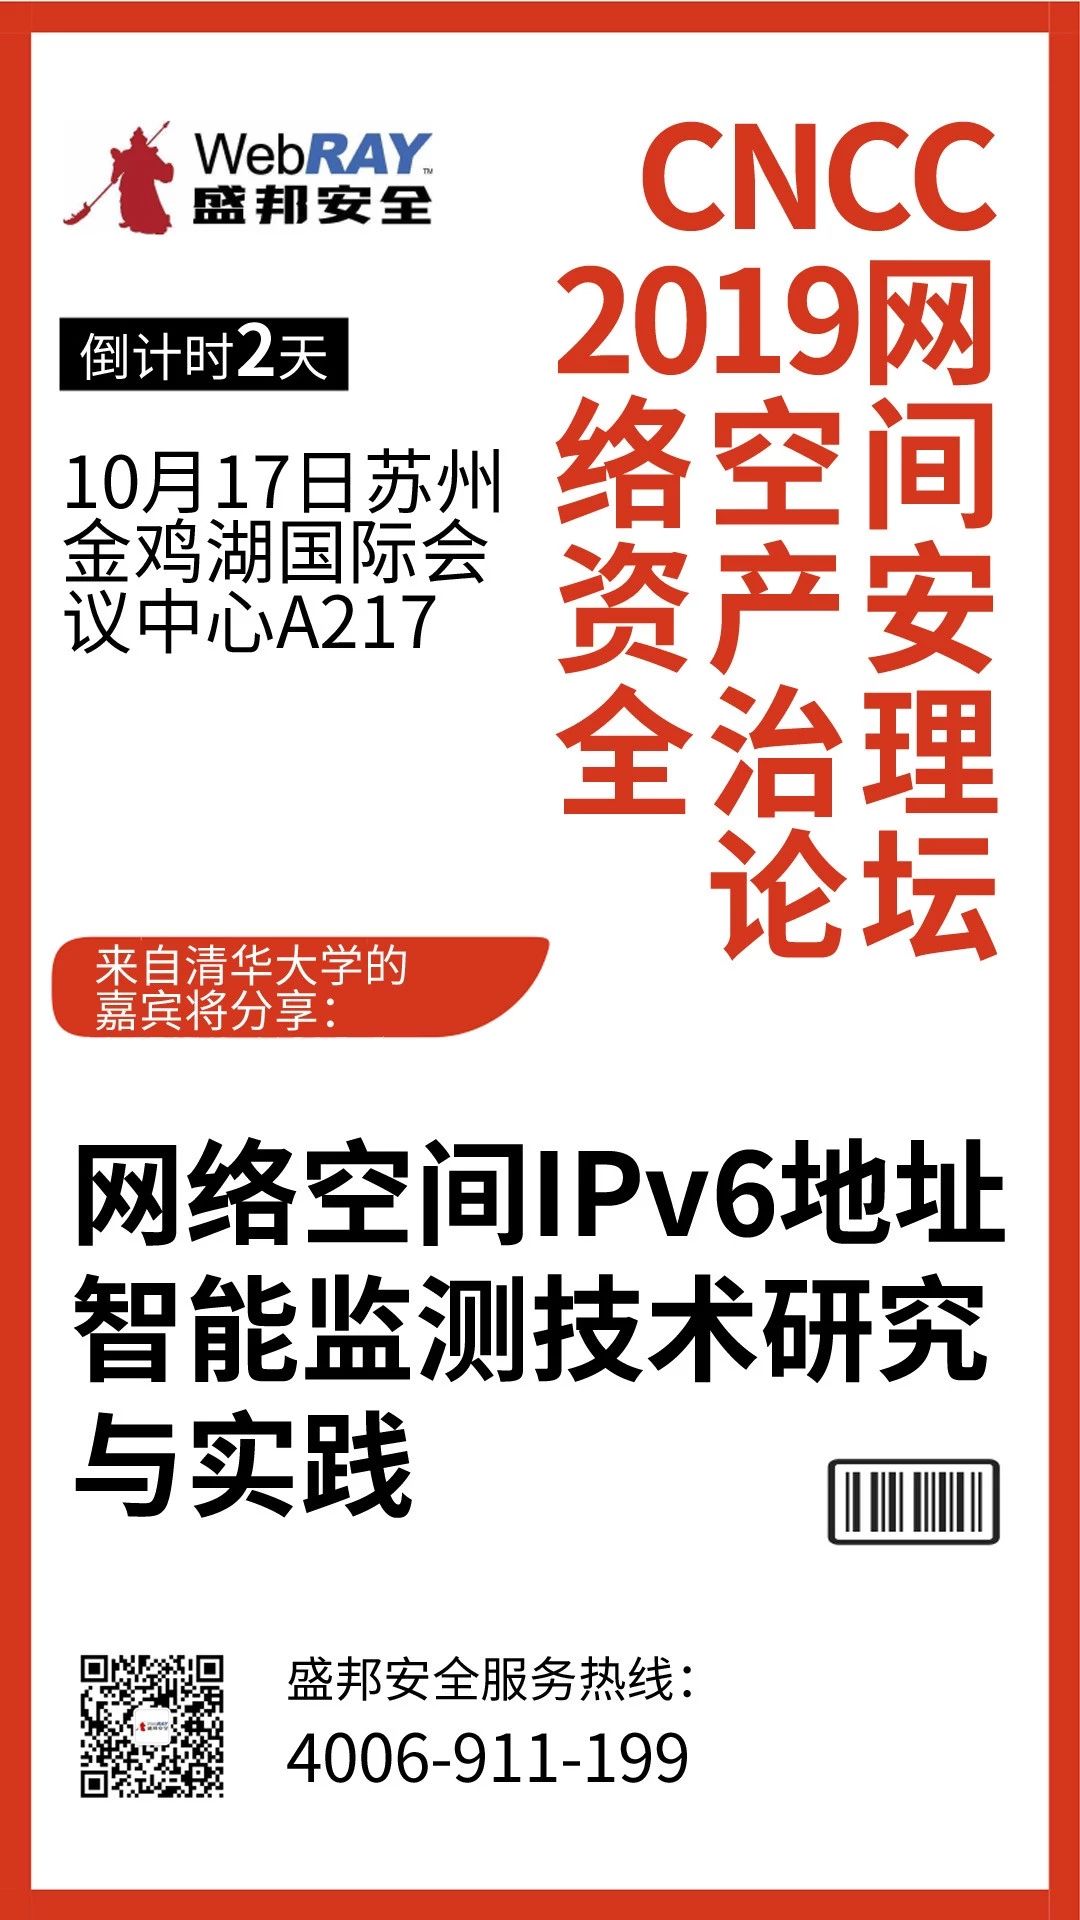 WebRAY™
盛邦安全
CNCC
2019网
络空间
资产安
全治理
论坛
倒计时2天
10月17日苏州
金鸡湖国际会
议中心A217
来自清华大学的
嘉宾将分享：
网络空间IPv6地址
智能监测技术研究
与实践
盛邦安全服务热线：
4006-911-199